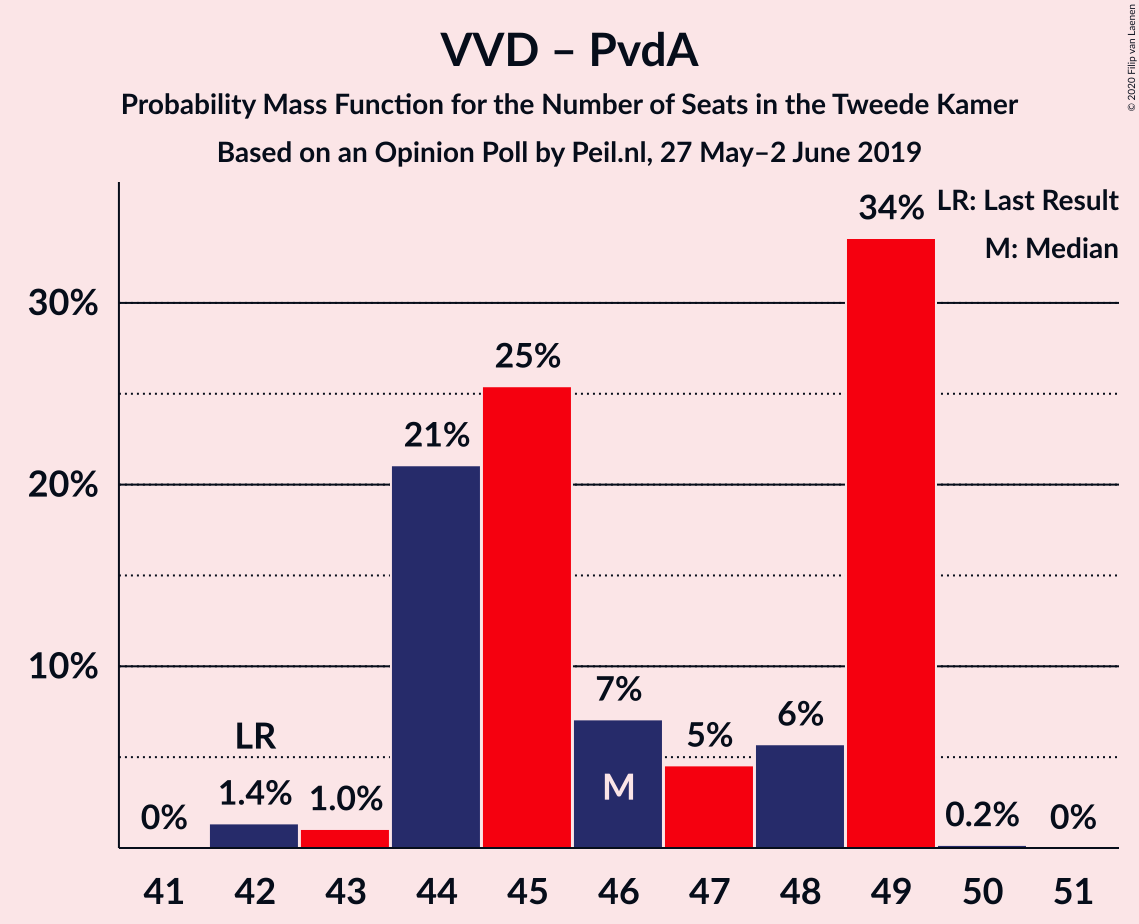 VVD – PvdA
Probability Mass Function for the Number of Seats in the Tweede Kamer
Based on an Opinion Poll by Peil.nl, 27 May–2 June 2019
© 2020 Filip van Laenen
LR: Last Result
M: Median
30%
20%
10%
0%
LR
1.4%
1.0%
21%
25%
7%
M
5%
6%
34%
0.2%
0%
41 42 43 44 45 46 47 48 49 50 51